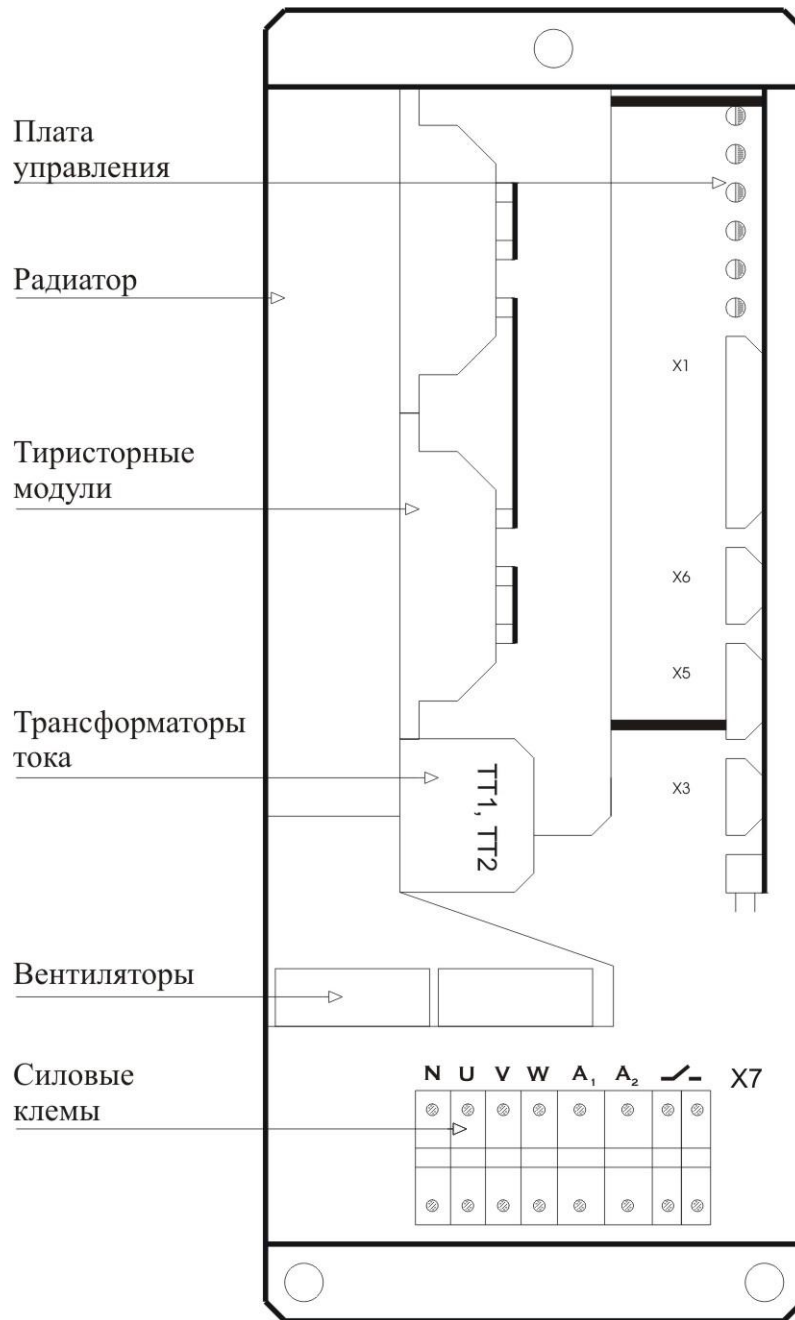 Плата
управления
Радиатор
X1
Тиристорные
модули
X6
X5
Трансформаторы
тока
TT1, TT2
X3
Вентиляторы
Силовые
клемы
N U V W A₁ A₂ X7